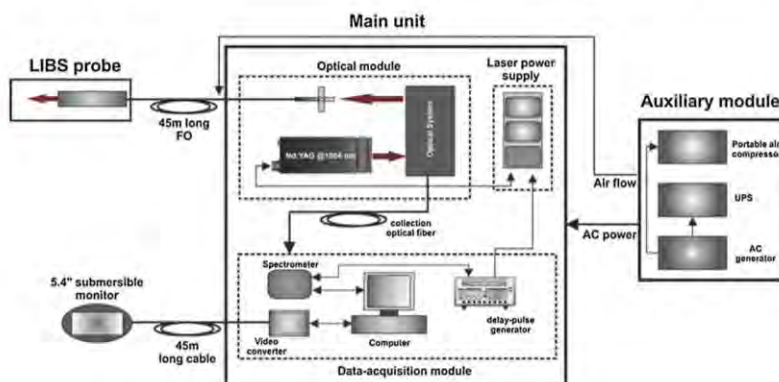 Main unit
LIBS probe
45m long
FO
Optical module
Nd:YAG @1064 nm
Optical System
Laser power
supply
collection
optical fiber
Auxiliary module
Portable air
compressor
UPS
AC
generator
Air flow
AC power
5.4" submersible
monitor
45m
long cable
Spectrometer
Video
converter
Computer
delay-pulse
generator
Data-acquisition module